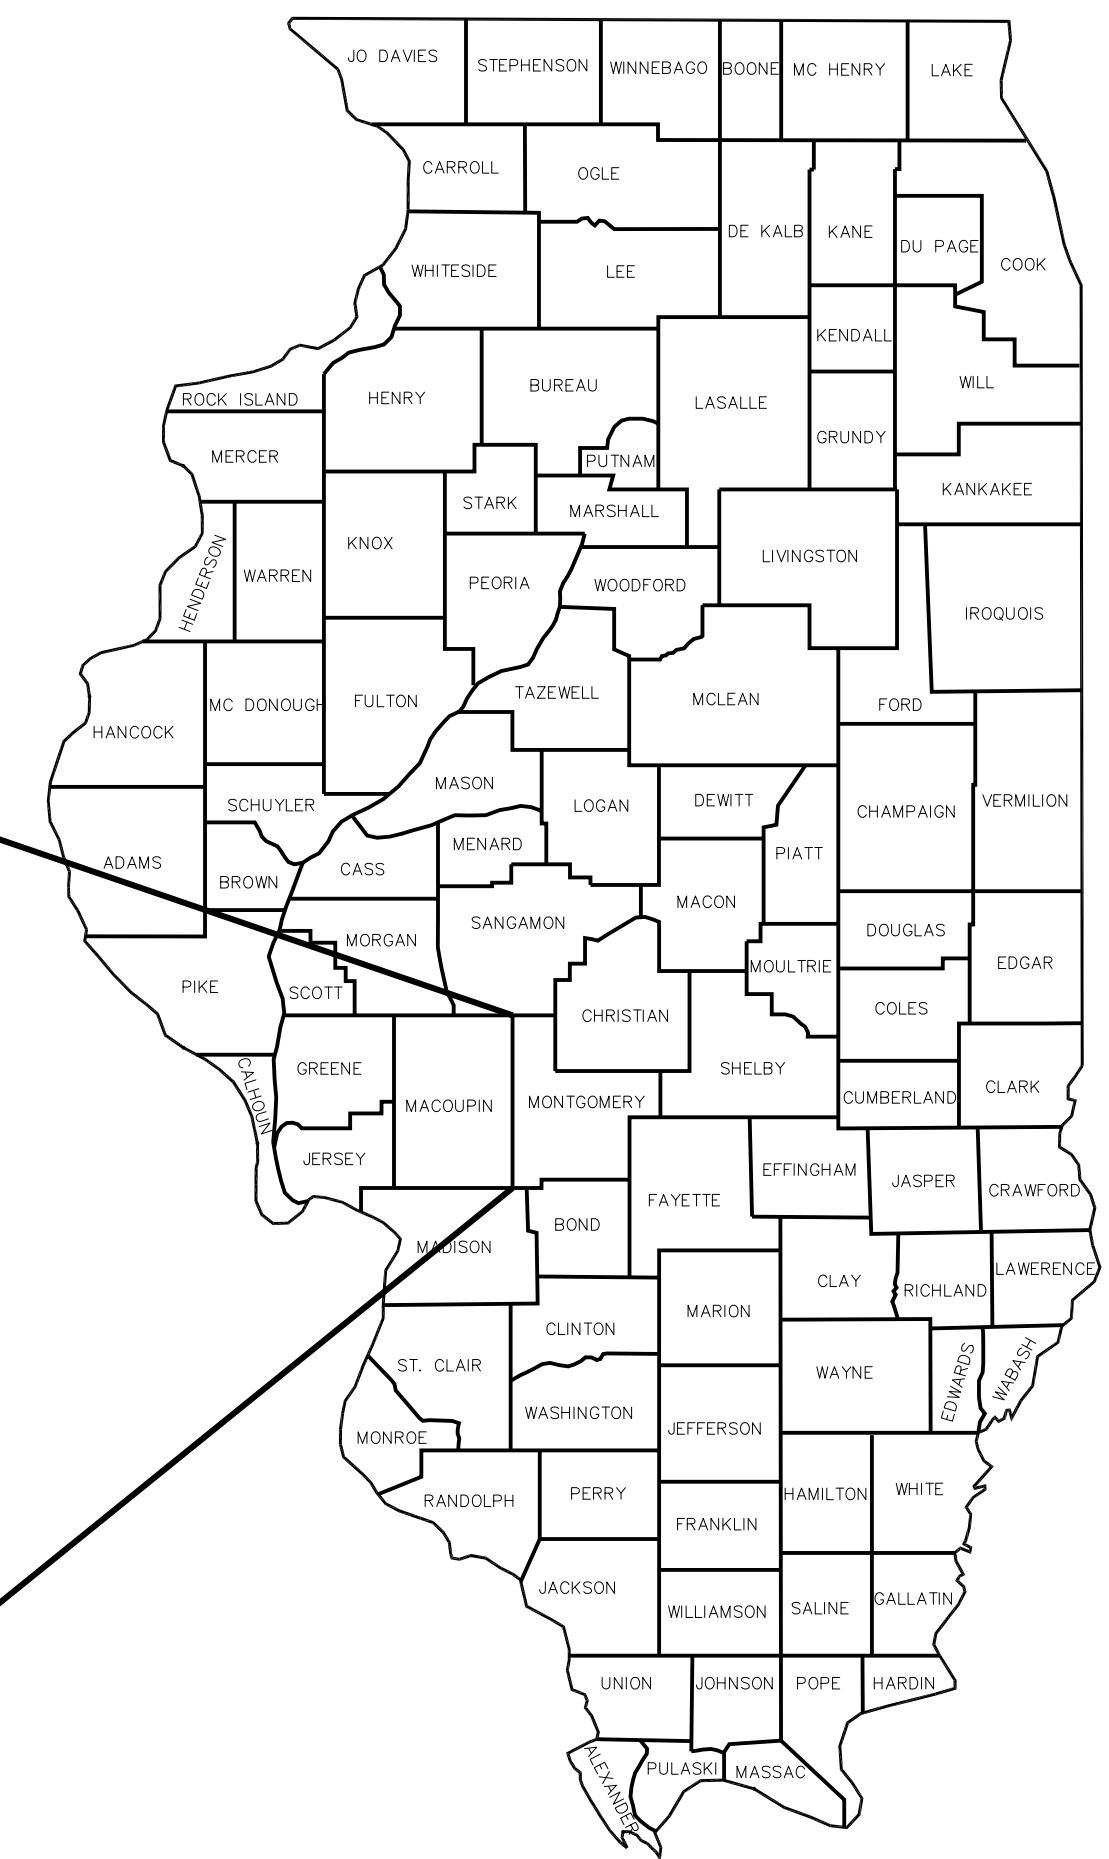 JO DAVIES
STEPHENSON
WINNEBAGO
BOONE
MC HENRY
LAKE
CARROLL
OGLE
DE KALB
KANE
DU PAGE
COOK
WHITESIDE
LEE
KENDALL
WILL
ROCK ISLAND
HENRY
BUREAU
LASALLE
GRUNDY
MERCER
PUTNAM
KANKAKEE
STARK
MARSHALL
HENDERSON
WARREN
KNOX
PEORIA
WOODFORD
LIVINGSTON
IROQUOIS
HANCOCK
MC DONOUGH
FULTON
TAZEWELL
MCLEAN
FORD
SCHUYLER
MASON
LOGAN
DEWITT
CHAMPAIGN
VERMILION
ADAMS
BROWN
CASS
MENARD
PIATT
MACON
SANGAMON
MORGAN
DOUGLAS
MOULTRIE
EDGAR
PIKE
SCOTT
CHRISTIAN
COLES
GREENE
CALHOUN
MACOUPIN
MONTGOMERY
SHELBY
CUMBERLAND
CLARK
JERSEY
FAYETTE
EFFINGHAM
JASPER
CRAWFORD
MADISON
BOND
CLAY
RICHLAND
LAWERENCE
MARION
CLINTON
ST. CLAIR
WAYNE
EDWARDS
WABASH
WASHINGTON
JEFFERSON
MONROE
RANDOLPH
PERRY
HAMILTON
WHITE
FRANKLIN
JACKSON
WILLIAMSON
SALINE
GALLATIN
UNION
JOHNSON
POPE
HARDIN
ALEXANDER
PULASKI
MASSAC